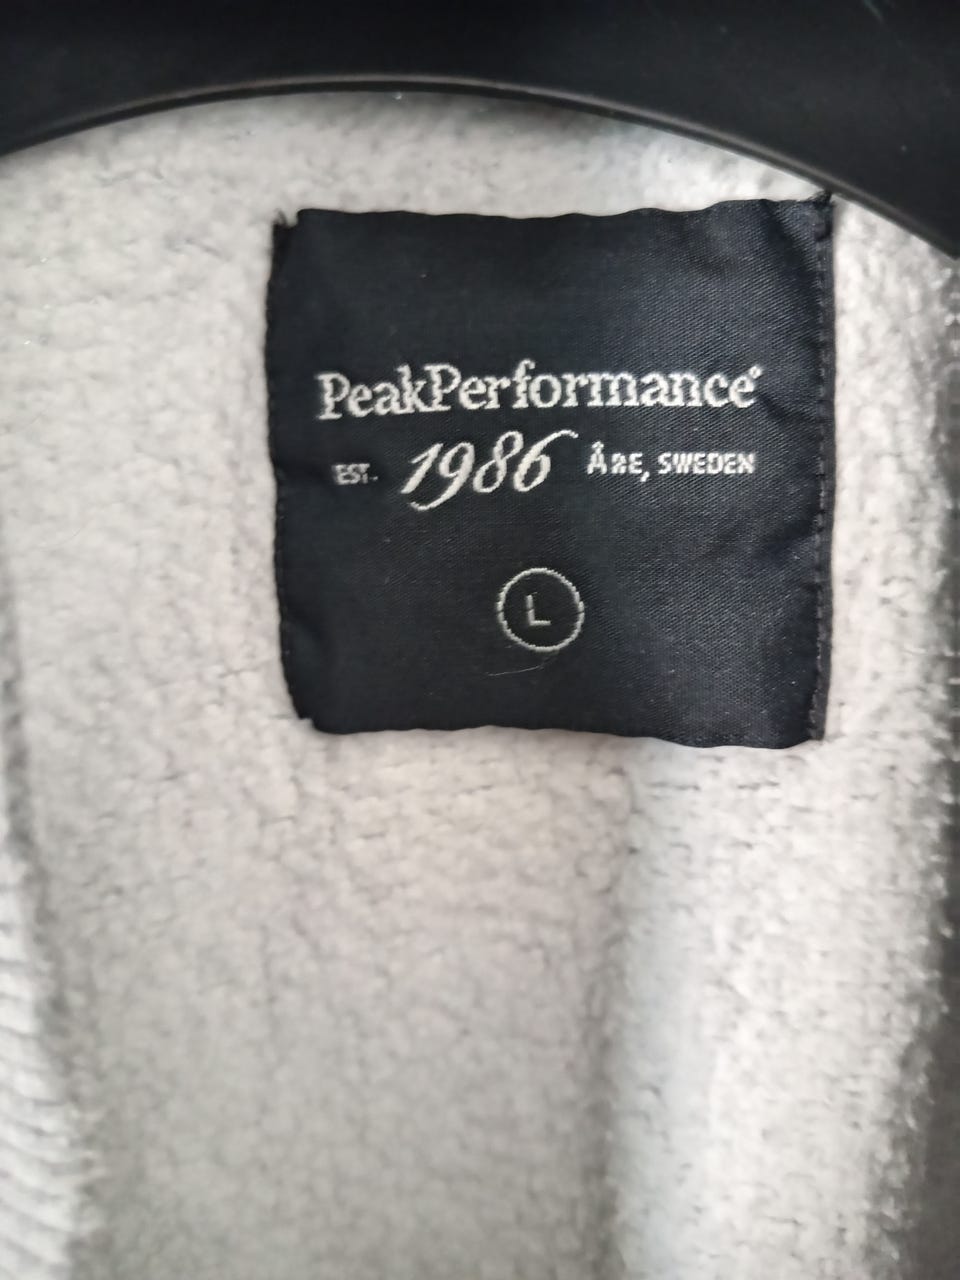 PeakPerformance®
EST. 1986 ÅRE, SWEDEN
L